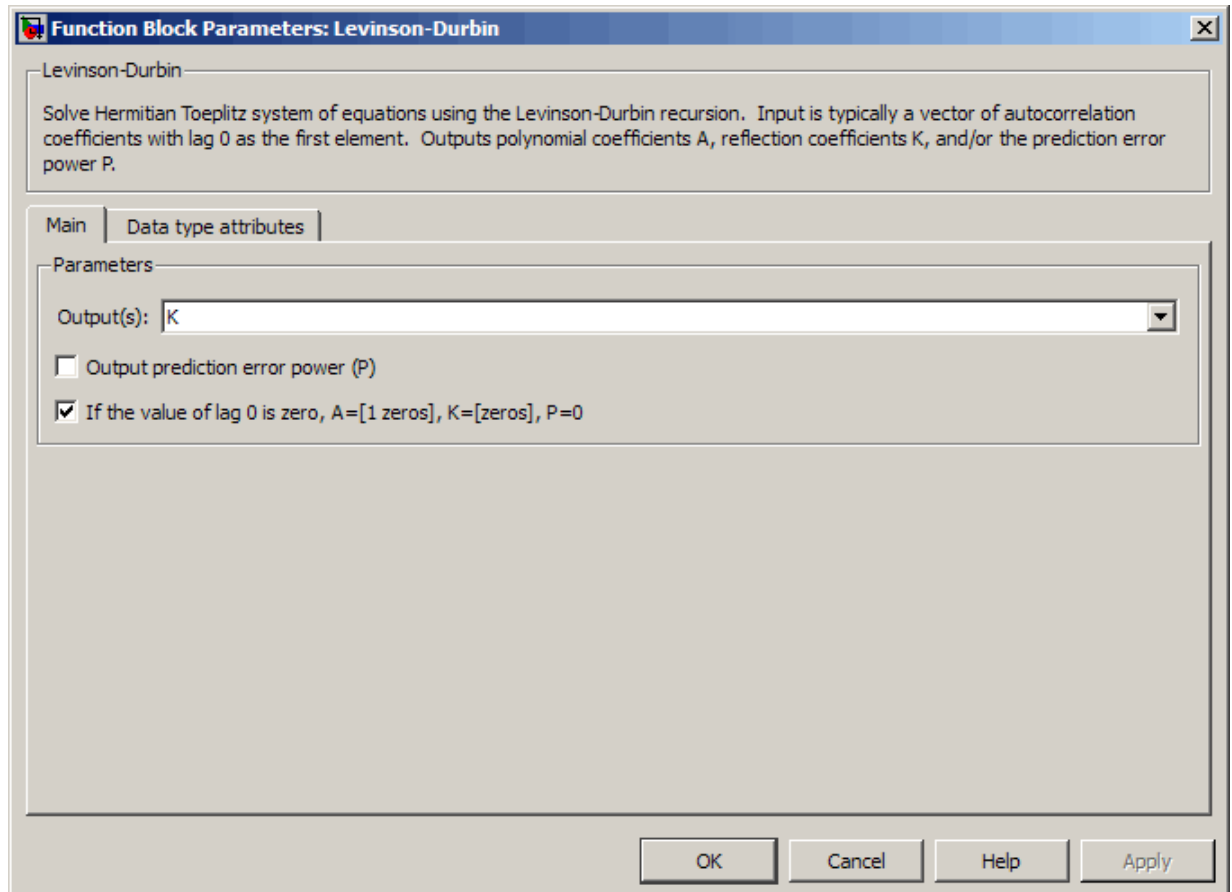 Function Block Parameters: Levinson-Durbin
Levinson-Durbin
Solve Hermitian Toeplitz system of equations using the Levinson-Durbin recursion.  Input is typically a vector of autocorrelation
coefficients with lag 0 as the first element.  Outputs polynomial coefficients A, reflection coefficients K, and/or the prediction error
power P.
Main
Data type attributes
Parameters
Output(s): K
Output prediction error power (P)
If the value of lag 0 is zero, A=[1 zeros], K=[zeros], P=0
OK
Cancel
Help
Apply